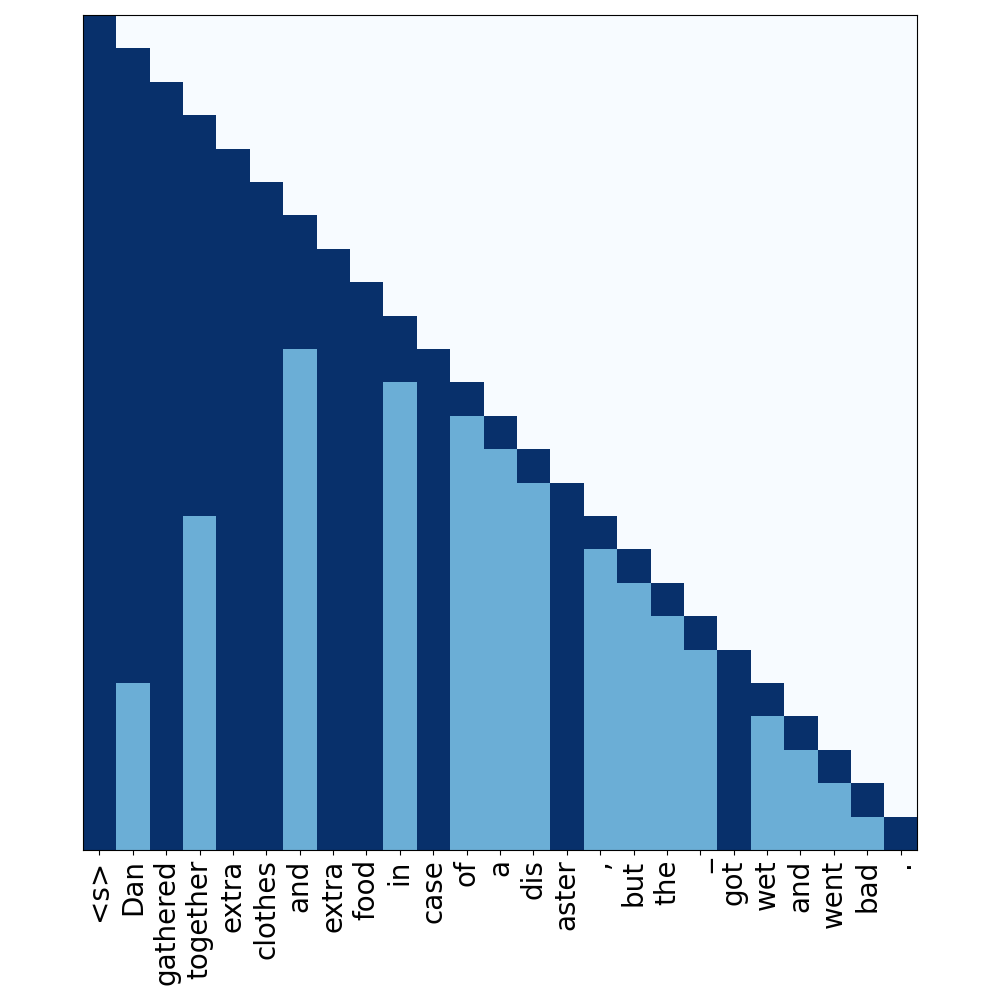 <s> Dan gathered together extra clothes and extra food in case of a dis aster , but the _ got wet and went bad .